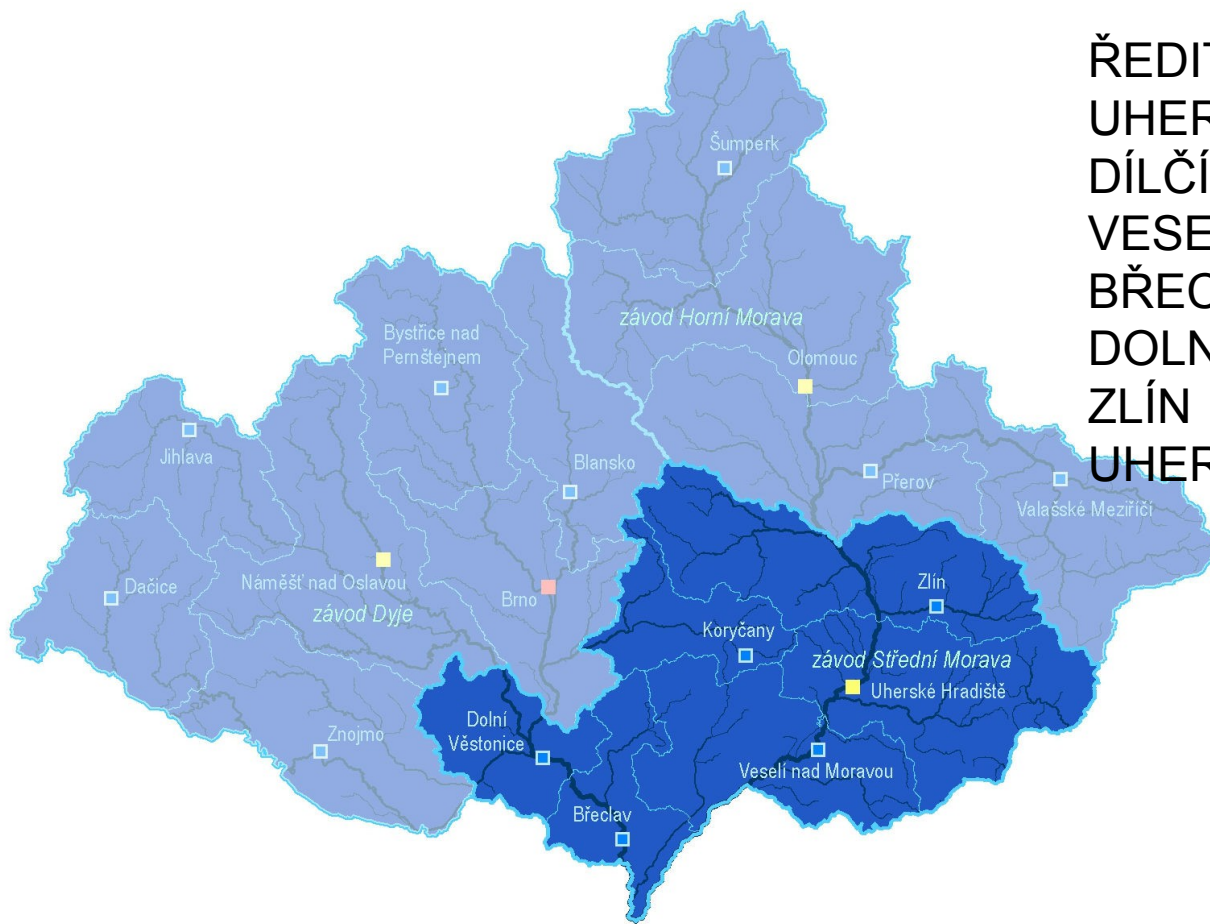 ŘEDIT
UHER
DÍLČÍ
VESE
BŘEC
DOLN
ZLÍN
UHER
Šumperk
závod Horní Morava
Bystřice nad
Pernštejnem
Olomouc
Jihlava
Blansko
Přerov
Valašské Meziříčí
Dačice
Náměšť nad Oslavou
závod Dyje
Brno
Zlín
Koryčany
závod Střední Morava
Uherské Hradiště
Dolní
Věstonice
Znojmo
Veselí nad Moravou
Břeclav